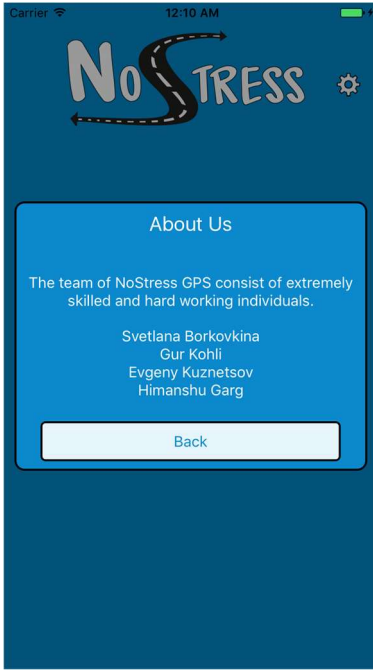 Carrier 12:10 AM
NOSTRESS
About Us
The team of NoStress GPS consist of extremely
skilled and hard working individuals.
Svetlana Borkovkina
Gur Kohli
Evgeny Kuznetsov
Himanshu Garg
Back